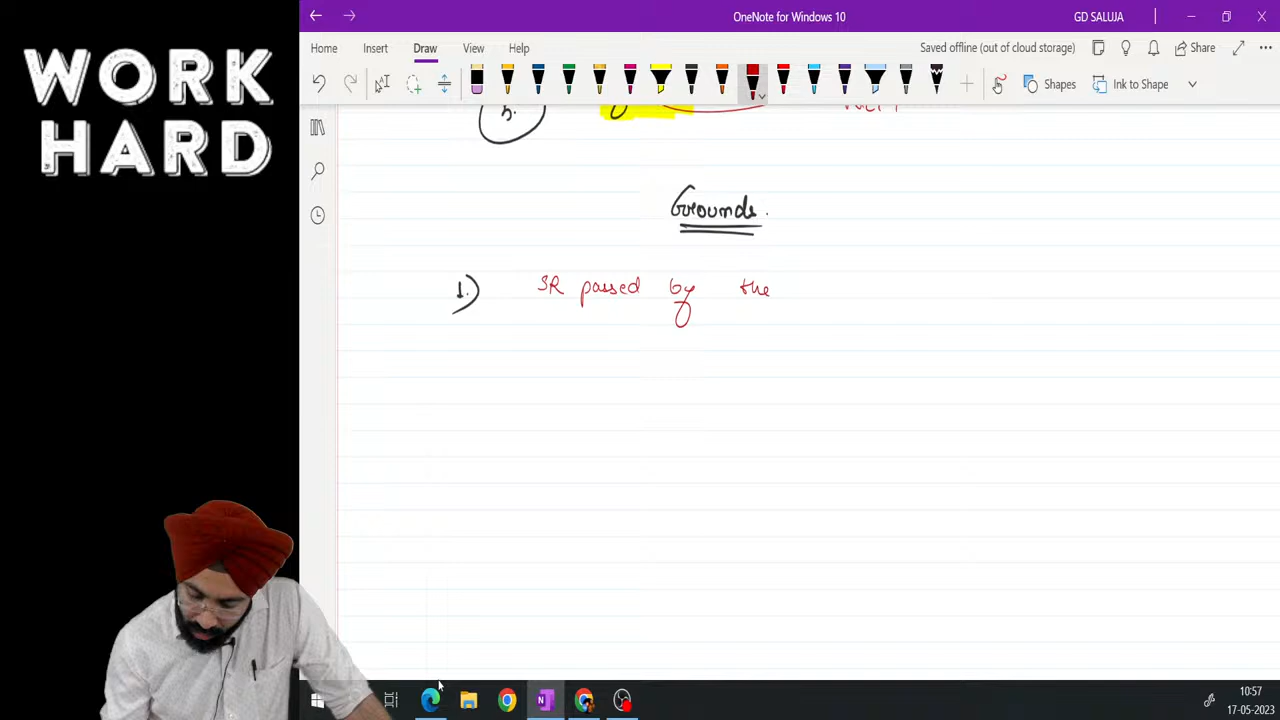 WORK
HARD
OneNote for Windows 10
GD SALUJA
Home
Insert
Draw
View
Help
Saved offline (out of cloud storage)
Share
Shapes
Ink to Shape
Grounds.
1.) SR passed by the
10:57
17-05-2023